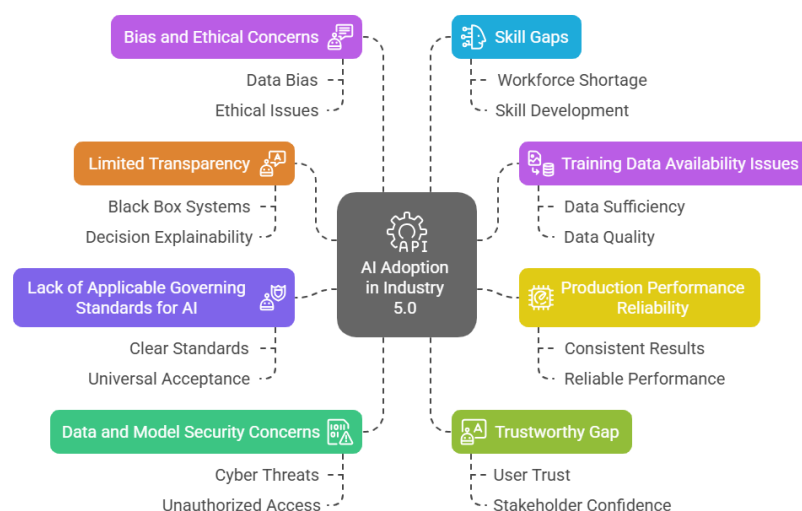 Bias and Ethical Concerns
Data Bias
Ethical Issues
Limited Transparency
Black Box Systems
Decision Explainability
Lack of Applicable Governing
Standards for AI
Clear Standards
Universal Acceptance
Data and Model Security Concerns
Cyber Threats
Unauthorized Access
API
AI Adoption
in Industry
5.0
Skill Gaps
Workforce Shortage
Skill Development
Training Data Availability Issues
Data Sufficiency
Data Quality
Production Performance
Reliability
Consistent Results
Reliable Performance
Trustworthy Gap
User Trust
Stakeholder Confidence